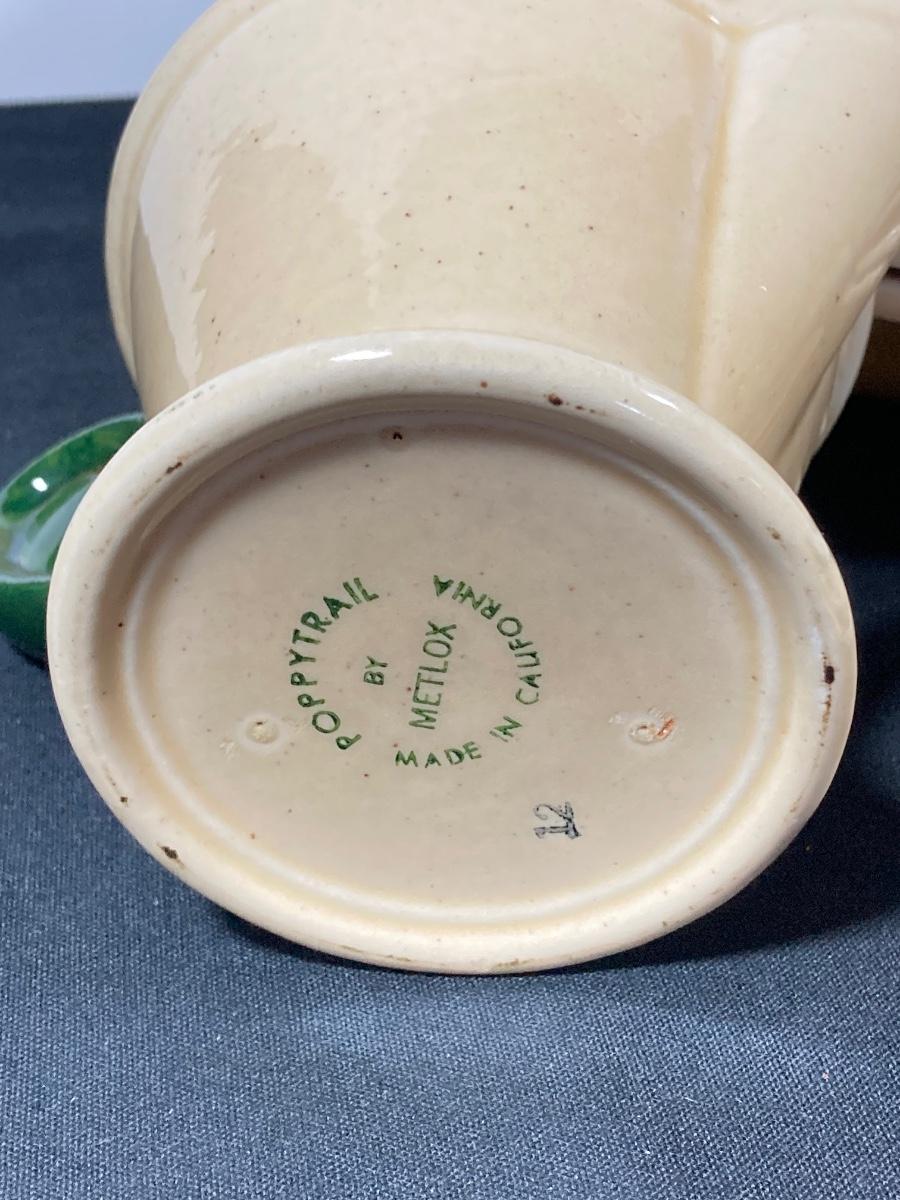 POPPYTRAIL
BY
METLOX
MADE IN CALIFORNIA
12